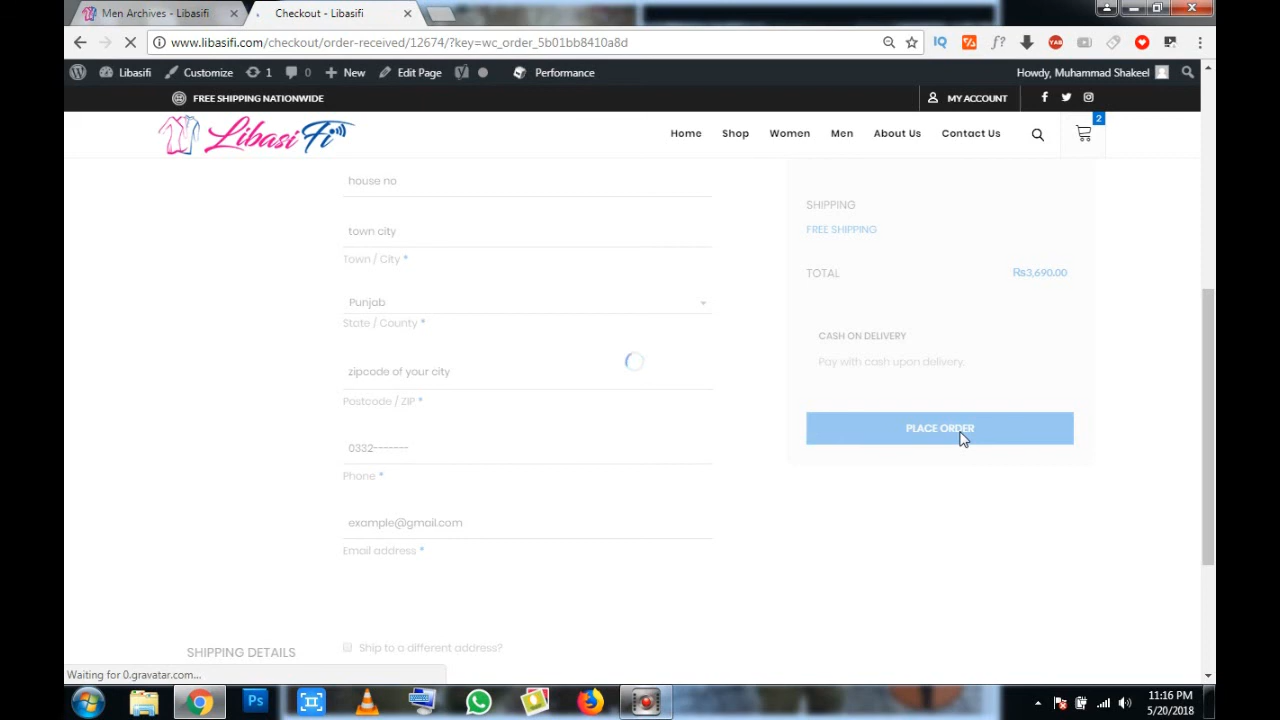 Men Archives - Libasifi
Checkout - Libasifi
www.libasifi.com/checkout/order-received/12674/?key=wc_order_5b01bb8410a8d
Libasifi Customize 1 0 New Edit Page Performance
Howdy, Muhammad Shakeel
FREE SHIPPING NATIONWIDE
MY ACCOUNT
Libasi Fi
Home Shop Women Men About Us Contact Us
2
house no
town city
Town / City *
Punjab
State / County *
zipcode of your city
Postcode / ZIP *
0332-------
Phone *
example@gmail.com
Email address *
SHIPPING DETAILS
Ship to a different address?
SHIPPING
FREE SHIPPING
TOTAL ₨3,690.00
CASH ON DELIVERY
Pay with cash upon delivery.
PLACE ORDER
Waiting for 0.gravatar.com...
Ps
11:16 PM
5/20/2018